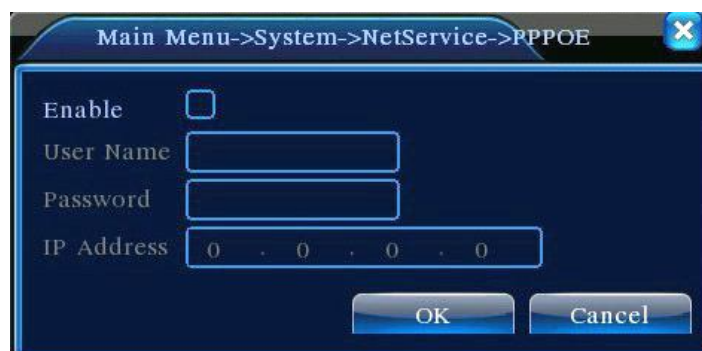 Main Menu->System->NetService->PPPOE
Enable
User Name
Password
IP Address 0 . 0 . 0 . 0
OK Cancel